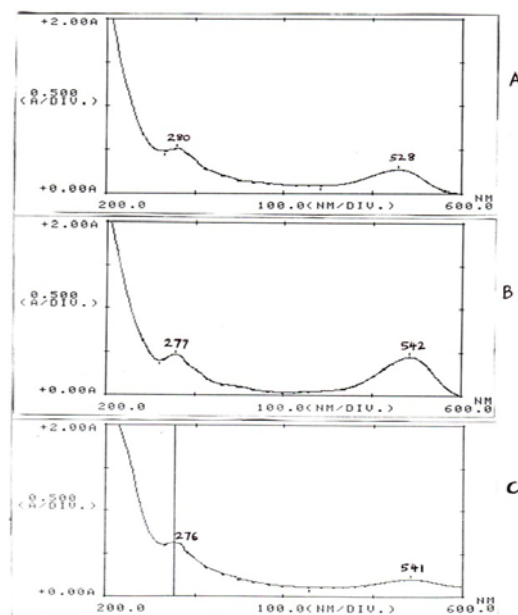 +2.00A
A
0.500
(A/DIV.)
280
528
+0.00A
NM
200.0 100.0(NM/DIV.) 600.0
+2.00A
B
0.500
(A/DIV.)
277
542
+0.00A
NM
200.0 100.0(NM/DIV.) 600.0
+2.00A
C
0.500
(A/DIV.)
276
541
+0.00A
NM
200.0 100.0(NM/DIV.) 600.0